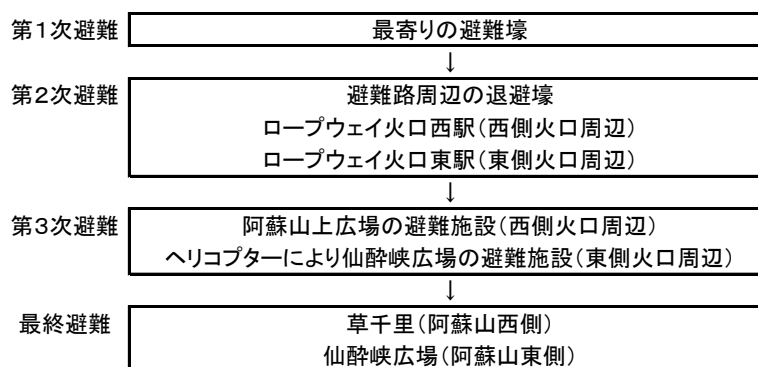 第１次避難 最寄りの避難壕
↓
第２次避難 避難路周辺の退避壕
ロープウェイ火口西駅（西側火口周辺）
ロープウェイ火口東駅（東側火口周辺）
↓
第３次避難 阿蘇山上広場の避難施設（西側火口周辺）
ヘリコプターにより仙酔峡広場の避難施設（東側火口周辺）
↓
最終避難 草千里（阿蘇山西側）
仙酔峡広場（阿蘇山東側）